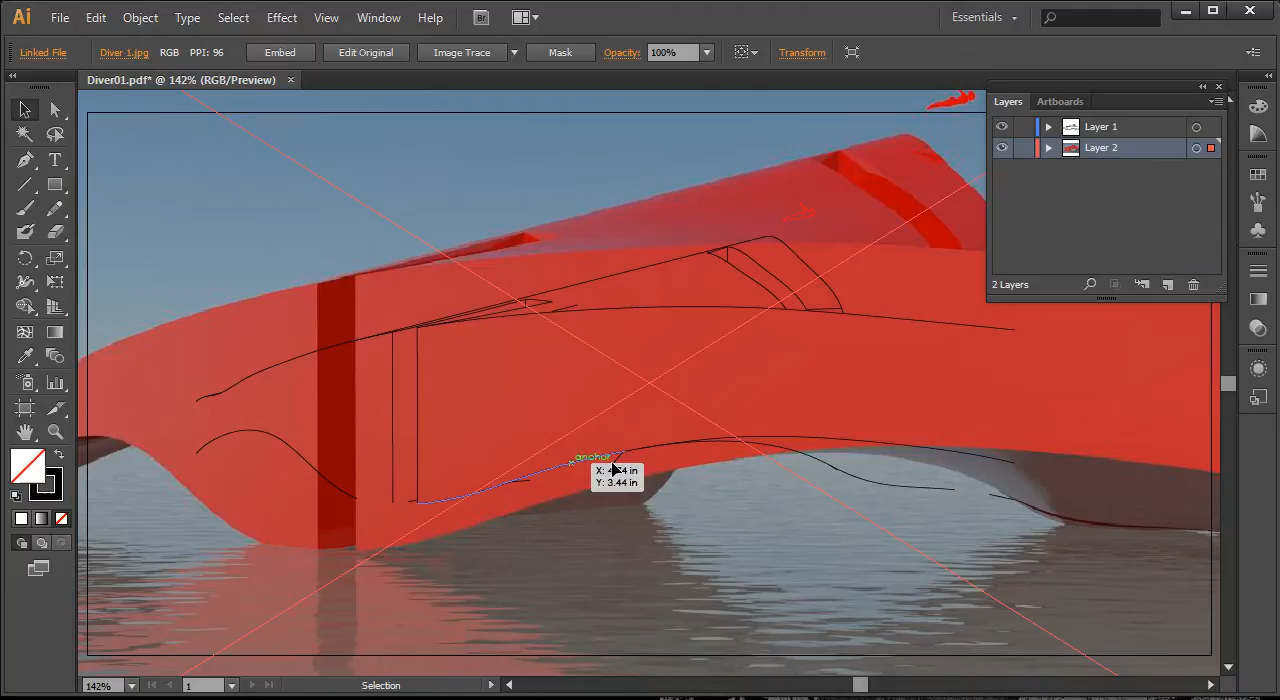 Ai File Edit Object Type Select Effect View Window Help Br Essentials
Linked File Diver 1.jpg RGB PPI: 96 Embed Edit Original Image Trace Mask Opacity: 100% Transform
Diver01.pdf* @ 142% (RGB/Preview)
Layers Artboards
Layer 1
Layer 2
2 Layers
anchor
in
Y: 3.44 in
142% 1 Selection